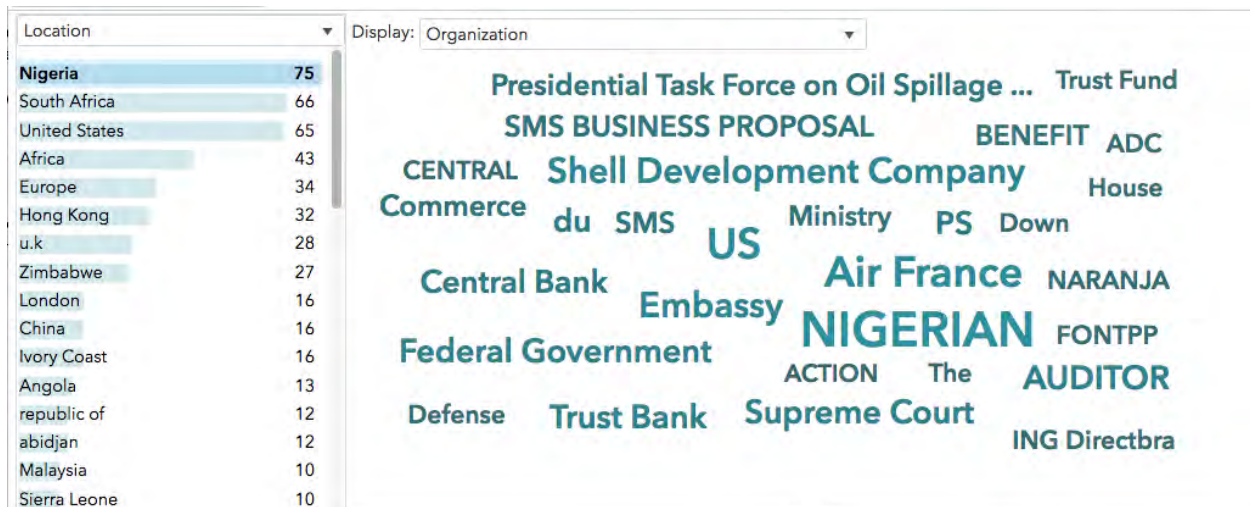 Location
Display: Organization
Nigeria 75
South Africa 66
United States 65
Africa 43
Europe 34
Hong Kong 32
u.k 28
Zimbabwe 27
London 16
China 16
Ivory Coast 16
Angola 13
republic of 12
abidjan 12
Malaysia 10
Sierra Leone 10
Presidential Task Force on Oil Spillage ... Trust Fund
SMS BUSINESS PROPOSAL BENEFIT ADC
CENTRAL Shell Development Company House
Commerce du SMS Ministry PS Down
US
Central Bank Air France NARANJA
Embassy NIGERIAN FONTPP
Federal Government
ACTION The AUDITOR
Defense Trust Bank Supreme Court
ING Directbra